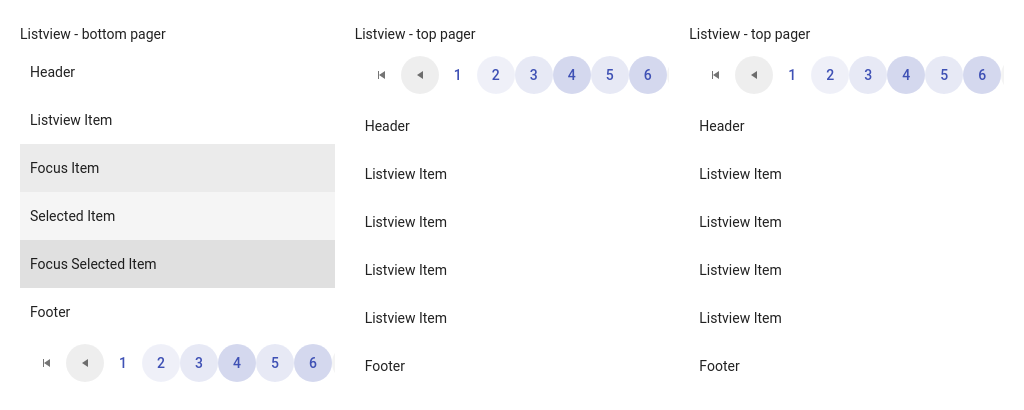 Listview - bottom pager
Header
Listview Item
Focus Item
Selected Item
Focus Selected Item
Footer
1 2 3 4 5 6
Listview - top pager
1 2 3 4 5 6
Header
Listview Item
Listview Item
Listview Item
Listview Item
Footer
Listview - top pager
1 2 3 4 5 6
Header
Listview Item
Listview Item
Listview Item
Listview Item
Footer